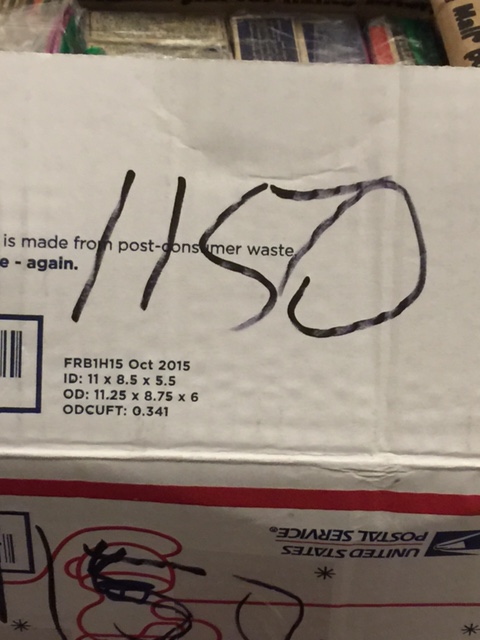 Mall
1150
is made from post-consumer waste.
e - again.
FRB1H15 Oct 2015
ID: 11 x 8.5 x 5.5
OD: 11.25 x 8.75 x 6
ODCUFT: 0.341
UNITED STATES
POSTAL SERVICE®